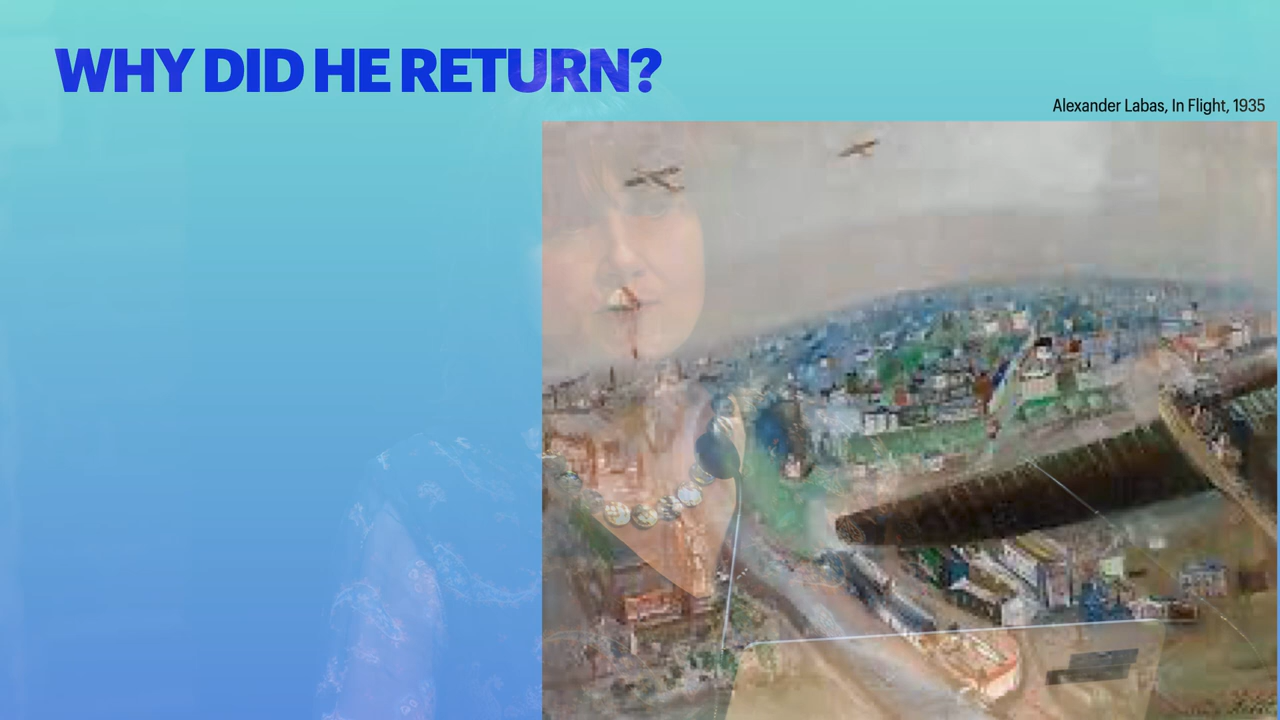 WHY DID HE RETURN?
Alexander Labas, In Flight, 1935